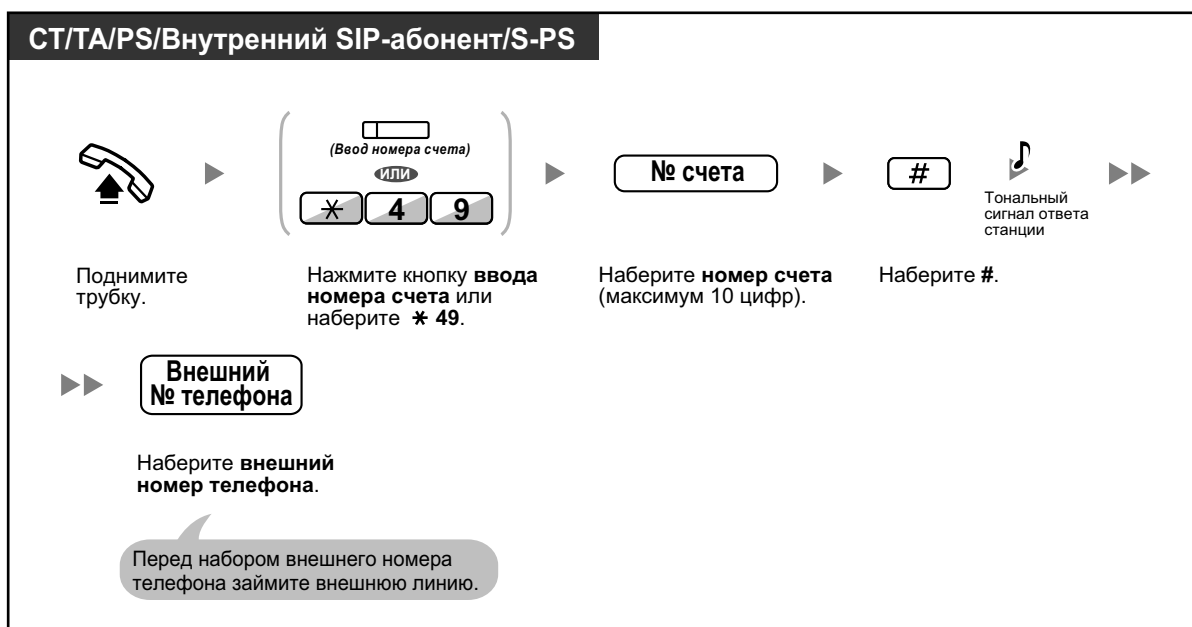 СТ/ТА/PS/Внутренний SIP-абонент/S-PS
(Ввод номера счета)
ИЛИ
* 4 9
№ счета
#
Тональный
сигнал ответа
станции
Поднимите
трубку.
Нажмите кнопку ввода
номера счета или
наберите * 49.
Наберите номер счета
(максимум 10 цифр).
Наберите #.
Внешний
№ телефона
Наберите внешний
номер телефона.
Перед набором внешнего номера
телефона займите внешнюю линию.